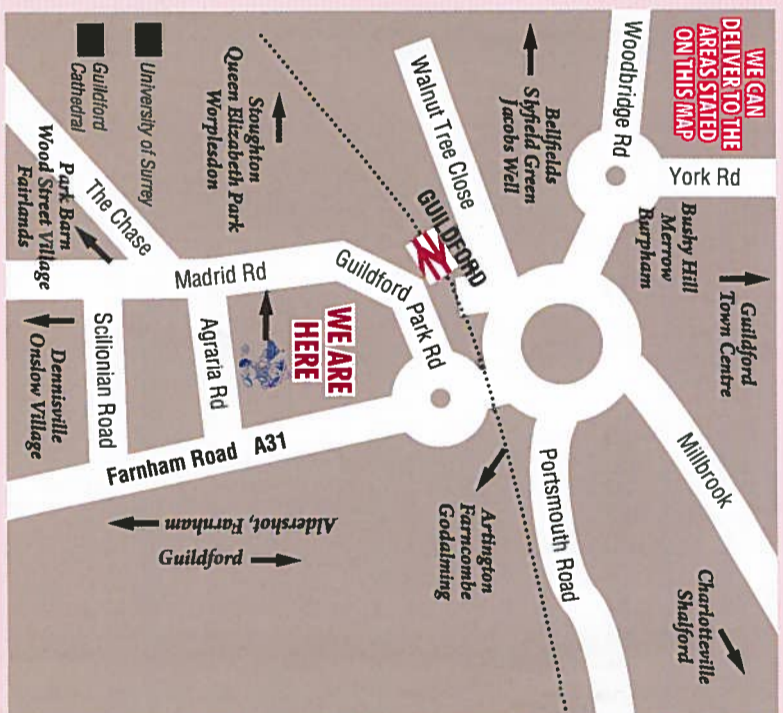 WE CAN
DELIVER TO THE
AREAS STATED
ON THIS MAP
Woodbridge Rd
York Rd
Bellfields
Slyfield Green
Jacobs Well
Walnut Tree Close
Bushy Hill
Merrow
Burpham
Guildford
Town Centre
Stoughton
Queen Elizabeth Park
Worplesdon
University of Surrey
Guildford
Cathedral
GUILDFORD
The Chase
Park Barn
Wood Street Village
Fairlands
Madrid Rd
Guildford Park Rd
WE ARE
HERE
Agraria Rd
Scillionian Road
Dennisville
Onslow Village
Farnham Road A31
Aldershot, Farnham
Guildford
Artington
Farncombe
Godalming
Portsmouth Road
Millbrook
Charlotteville
Shalford